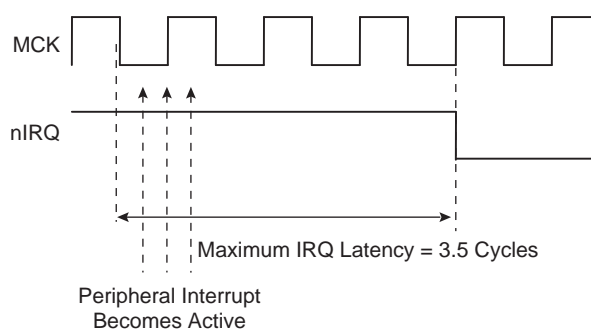 MCK
nIRQ
Maximum IRQ Latency = 3.5 Cycles
Peripheral Interrupt
Becomes Active